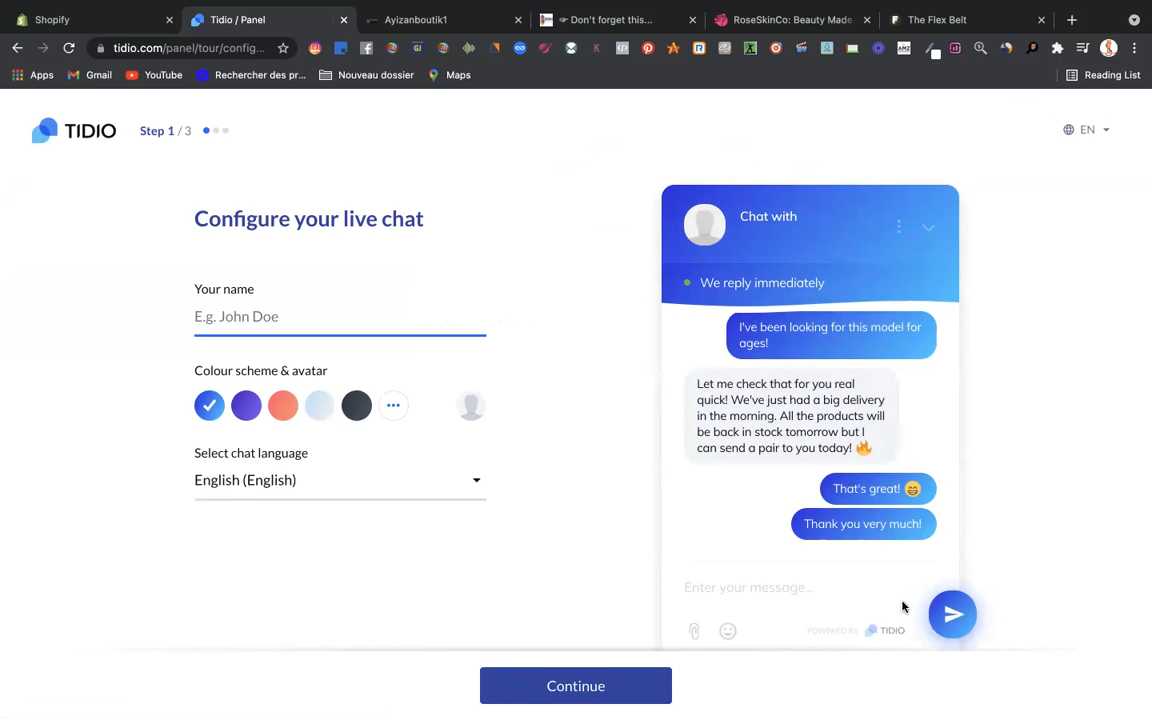 Shopify
Tidio / Panel
Ayizanboutik1
Don't forget this...
RoseSkinCo: Beauty Made
The Flex Belt
tidio.com/panel/tour/config...
Apps
Gmail
YouTube
Rechercher des pr...
Nouveau dossier
Maps
Reading List
TIDIO
Step 1 / 3
EN
Configure your live chat
Your name
E.g. John Doe
Colour scheme & avatar
Select chat language
English (English)
Chat with
We reply immediately
I've been looking for this model for
ages!
Let me check that for you real
quick! We've just had a big delivery
in the morning. All the products will
be back in stock tomorrow but I
can send a pair to you today! 🔥
That's great! 😁
Thank you very much!
Enter your message...
POWERED BY TIDIO
Continue